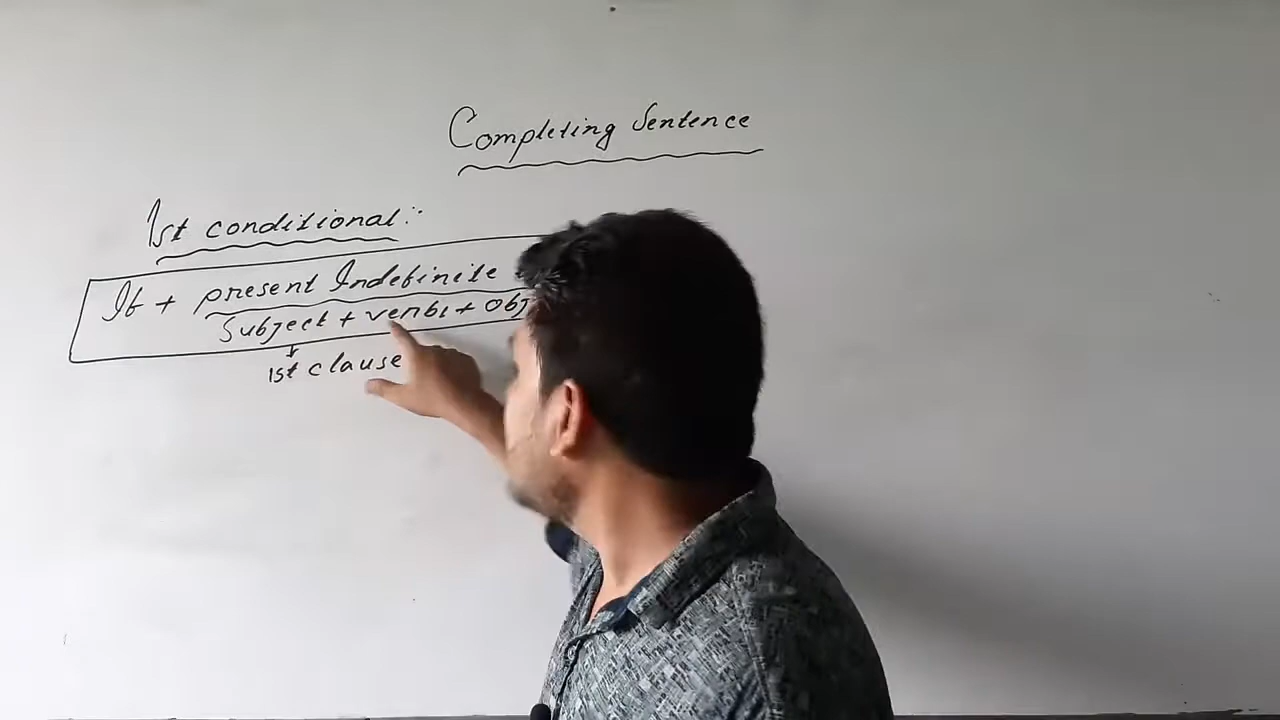 Completing Sentence
1st conditional:
If + present Indefinite
Subject + verb1 + obj
1st clause